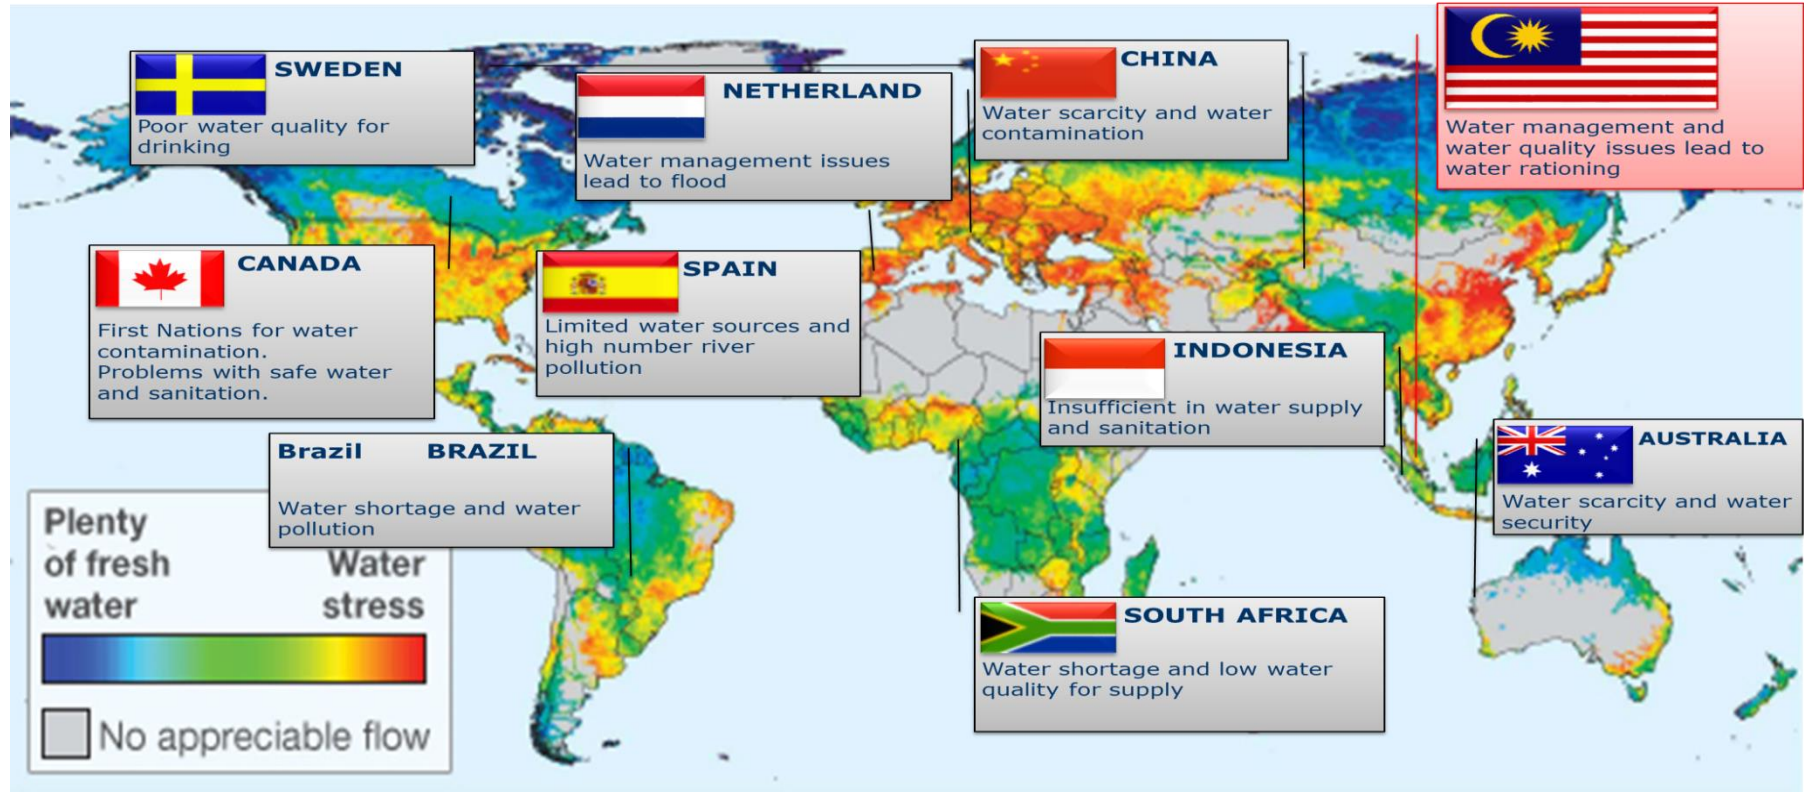 SWEDEN
Poor water quality for
drinking
NETHERLAND
Water management issues
lead to flood
CHINA
Water scarcity and water
contamination
Water management and
water quality issues lead to
water rationing
CANADA
First Nations for water
contamination.
Problems with safe water
and sanitation.
SPAIN
Limited water sources and
high number river
pollution
INDONESIA
Insufficient in water supply
and sanitation
Brazil BRAZIL
Water shortage and water
pollution
AUSTRALIA
Water scarcity and water
security
SOUTH AFRICA
Water shortage and low water
quality for supply
Plenty
of fresh
water
Water
stress
No appreciable flow